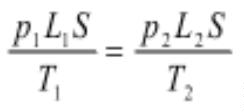 p₁L₁S / T₁ = p₂L₂S / T₂